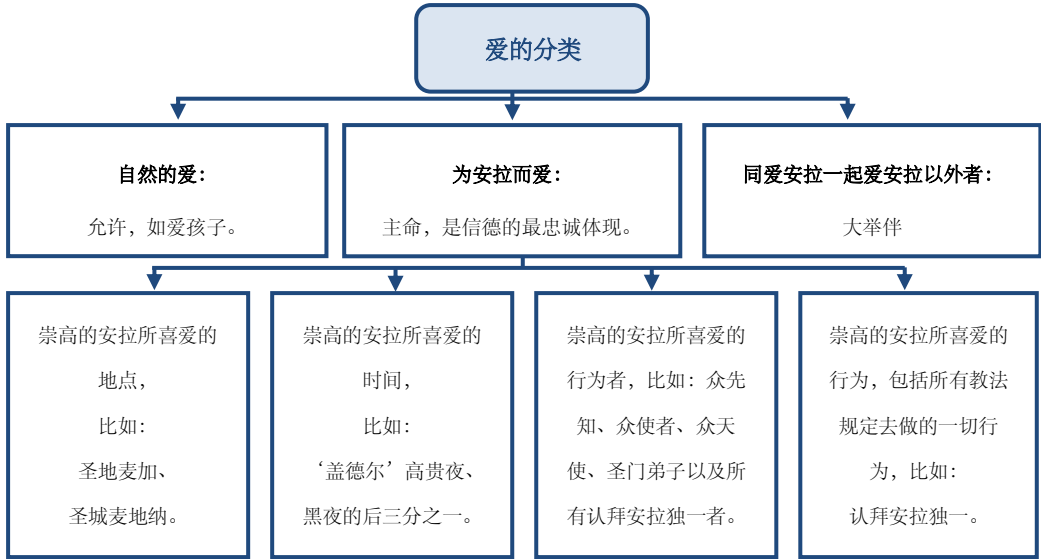 爱的分类
自然的爱：
允许，如爱孩子。
为安拉而爱：
主命，是信德的最忠诚体现。
同爱安拉一起爱安拉以外者：
大举伴
崇高的安拉所喜爱的
地点，
比如：
圣地麦加、
圣城麦地纳。
崇高的安拉所喜爱的
时间，
比如：
‘盖德尔’高贵夜、
黑夜的后三分之一。
崇高的安拉所喜爱的
行为者，比如：众先
知、众使者、众天
使、圣门弟子以及所
有认拜安拉独一者。
崇高的安拉所喜爱的
行为，包括所有教法
规定去做的一切行
为，比如：
认拜安拉独一。